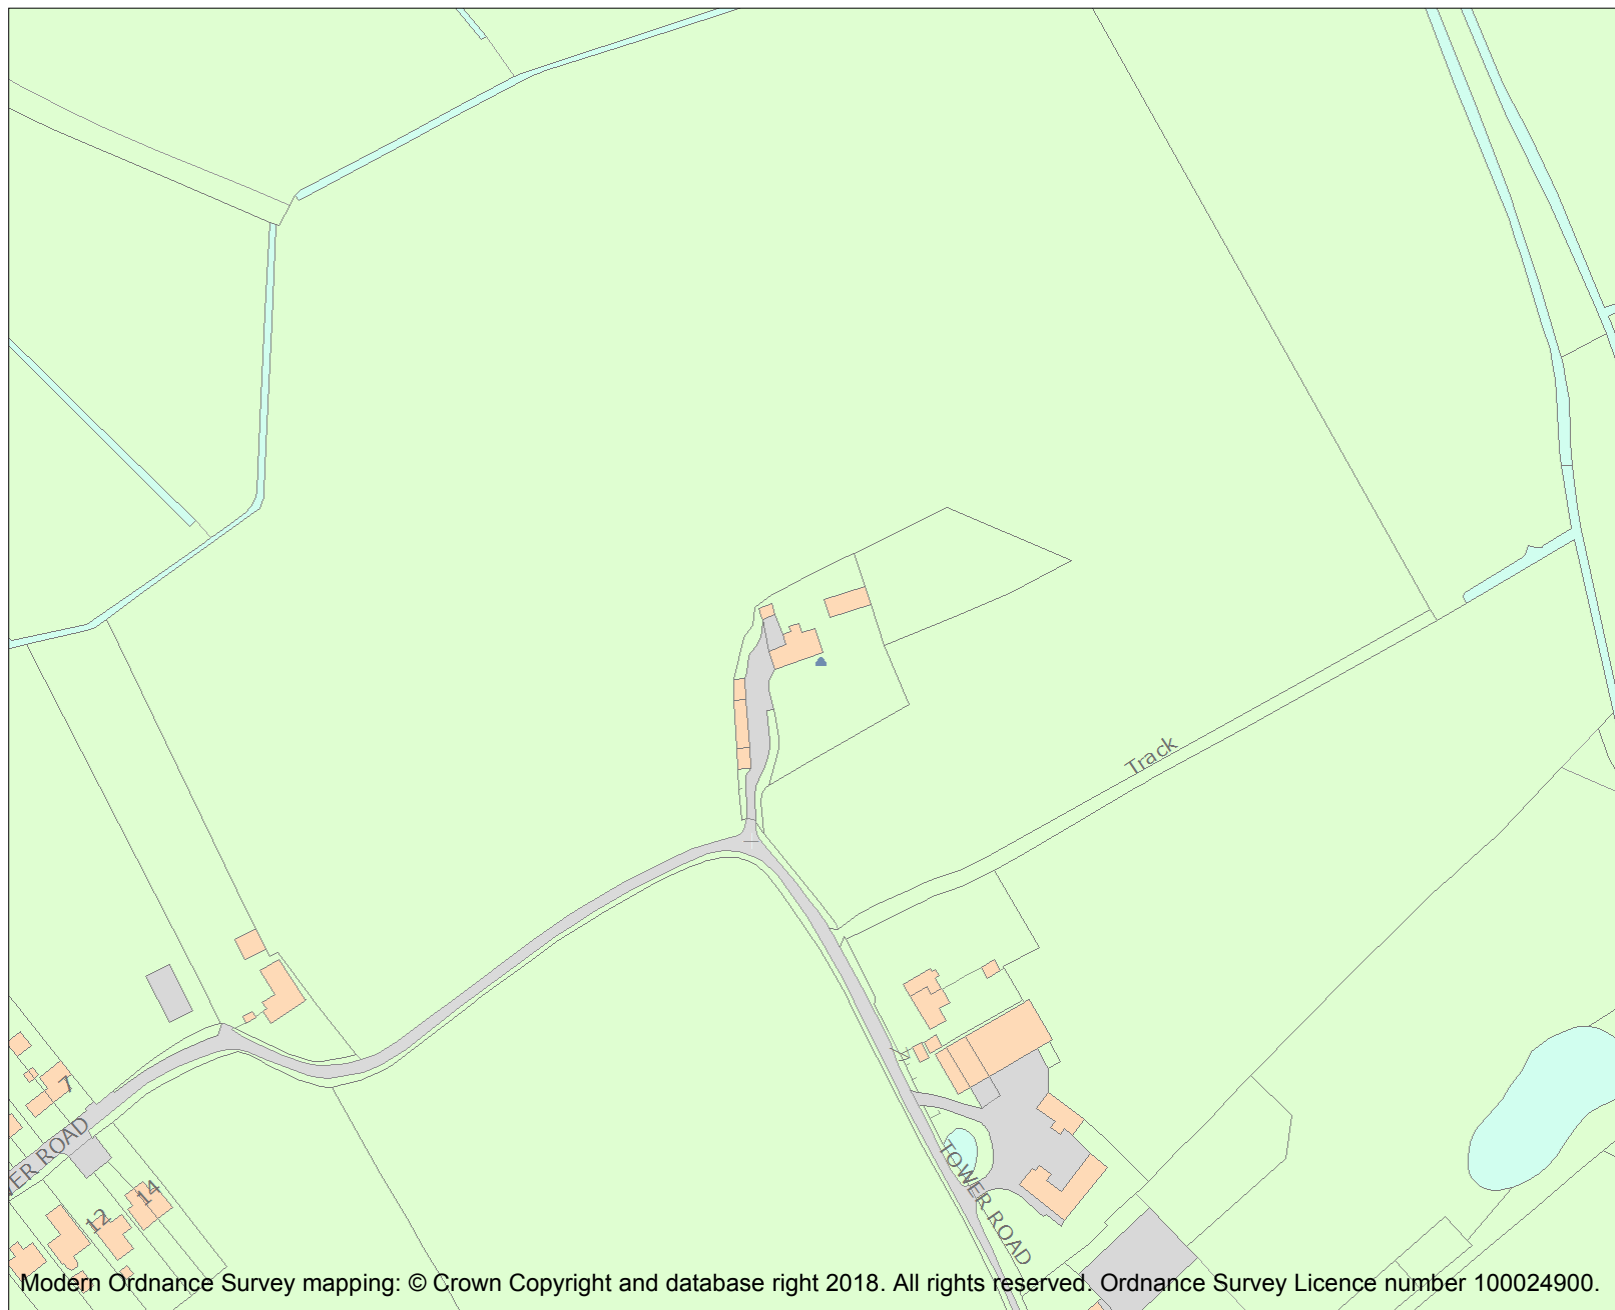 Track
7
WER ROAD
14
12
TOWER ROAD
Modern Ordnance Survey mapping: © Crown Copyright and database right 2018. All rights reserved. Ordnance Survey Licence number 100024900.